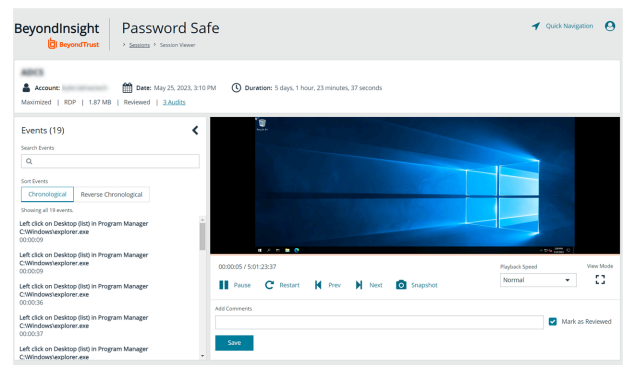 BeyondInsight
BeyondTrust
Password Safe
Sessions
Session Viewer
Quick Navigation
Account:
Date: May 25, 2023, 3:10 PM
Duration: 5 days, 1 hour, 23 minutes, 37 seconds
Maximized | RDP | 1.87 MB | Reviewed | 3 Audits
Events (19)
Search Events
Sort Events
Chronological
Reverse Chronological
Showing all 19 events.
Left click on Desktop (list) in Program Manager
C:\Windows\explorer.exe
00:00:09
Left click on Desktop (list) in Program Manager
C:\Windows\explorer.exe
00:00:09
Left click on Desktop (list) in Program Manager
C:\Windows\explorer.exe
00:00:36
Left click on Desktop (list) in Program Manager
C:\Windows\explorer.exe
00:00:37
Left click on Desktop (list) in Program Manager
C:\Windows\explorer.exe
00:00:05 / 5:01:23:37
Pause
Restart
Prev
Next
Snapshot
Playback Speed
Normal
View Mode
Add Comments
Mark as Reviewed
Save